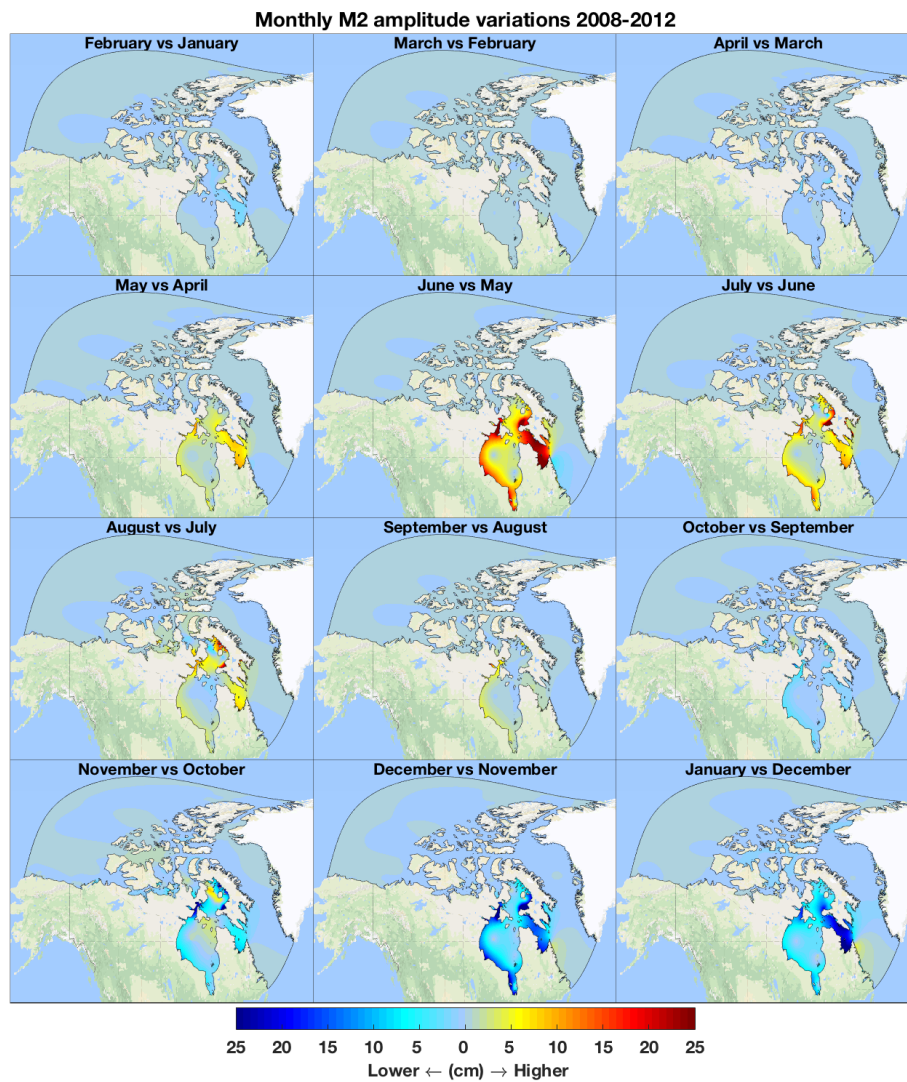 Monthly M2 amplitude variations 2008-2012
February vs January
March vs February
April vs March
May vs April
June vs May
July vs June
August vs July
September vs August
October vs September
November vs October
December vs November
January vs December
25 20 15 10 5 0 5 10 15 20 25
Lower ← (cm) → Higher